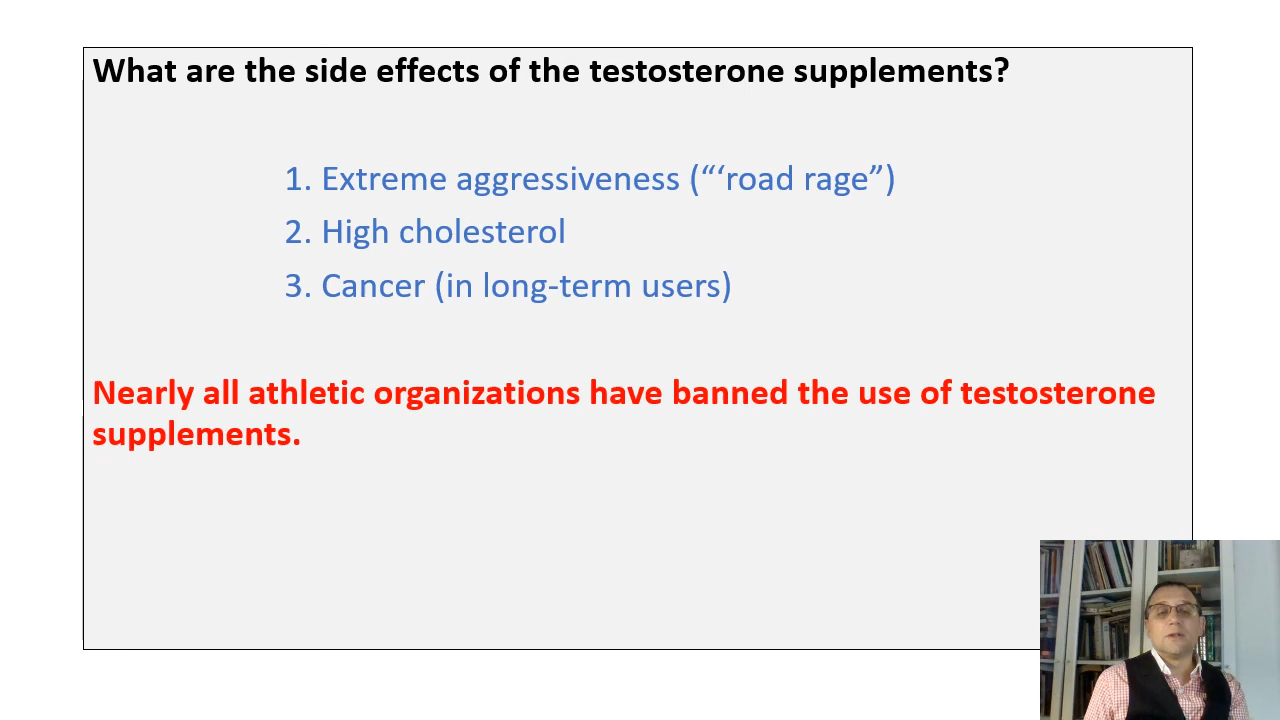 What are the side effects of the testosterone supplements?
1. Extreme aggressiveness (“‘road rage”)
2. High cholesterol
3. Cancer (in long-term users)
Nearly all athletic organizations have banned the use of testosterone
supplements.